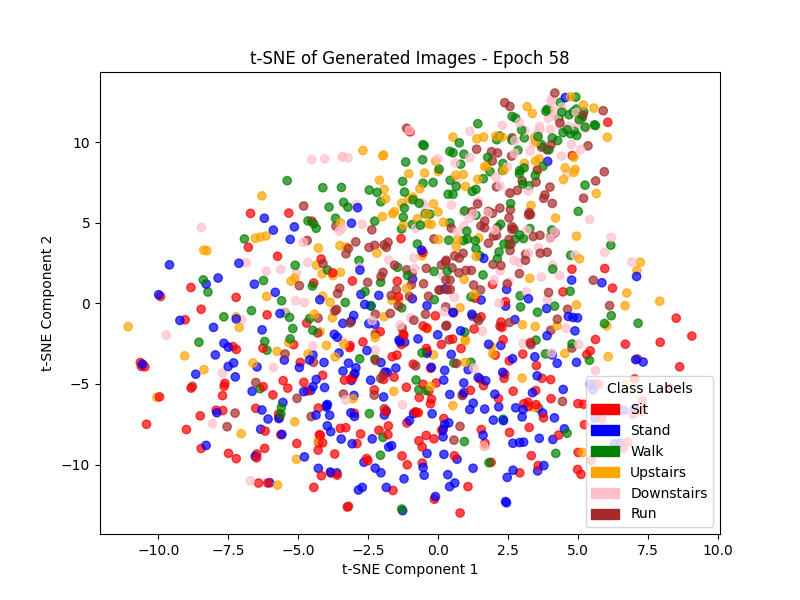 t-SNE of Generated Images - Epoch 58
t-SNE Component 2
10
5
0
−5
−10
Class Labels
Sit
Stand
Walk
Upstairs
Downstairs
Run
−10.0 −7.5 −5.0 −2.5 0.0 2.5 5.0 7.5 10.0
t-SNE Component 1